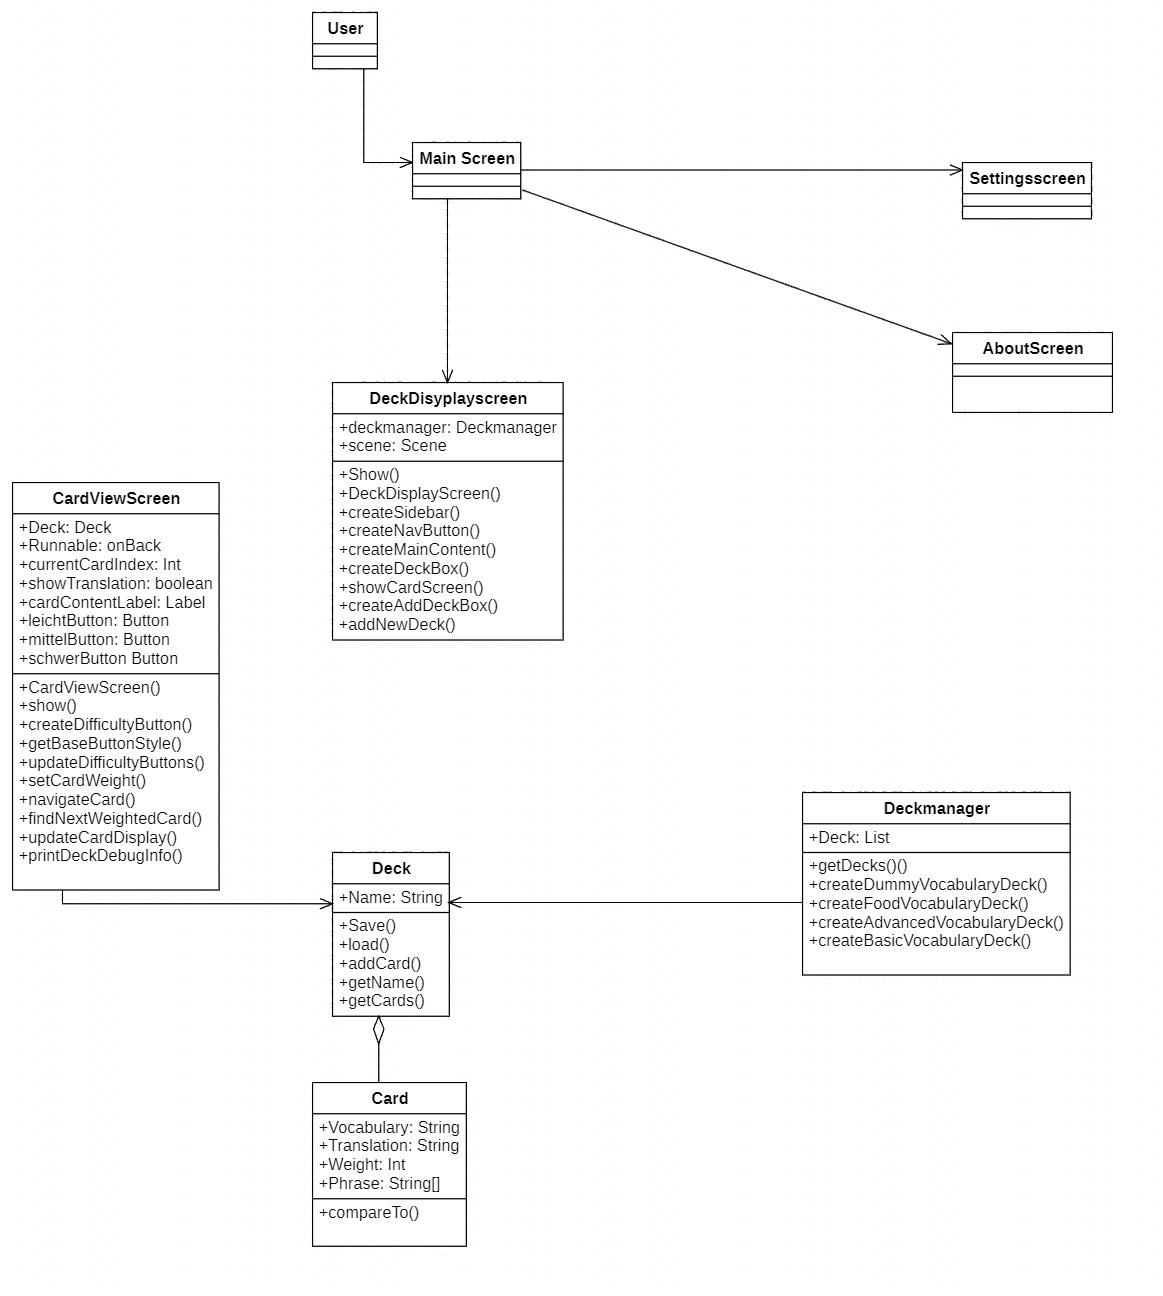 User
Main Screen
Settingsscreen
AboutScreen
DeckDisyplayscreen
+deckmanager: Deckmanager
+scene: Scene
+Show()
+DeckDisplayScreen()
+createSidebar()
+createNavButton()
+createMainContent()
+createDeckBox()
+showCardScreen()
+createAddDeckBox()
+addNewDeck()
CardViewScreen
+Deck: Deck
+Runnable: onBack
+currentCardIndex: Int
+showTranslation: boolean
+cardContentLabel: Label
+leichtButton: Button
+mittelButton: Button
+schwerButton Button
+CardViewScreen()
+show()
+createDifficultyButton()
+getBaseButtonStyle()
+updateDifficultyButtons()
+setCardWeight()
+navigateCard()
+findNextWeightedCard()
+updateCardDisplay()
+printDeckDebugInfo()
Deckmanager
+Deck: List
+getDecks()()
+createDummyVocabularyDeck()
+createFoodVocabularyDeck()
+createAdvancedVocabularyDeck()
+createBasicVocabularyDeck()
Deck
+Name: String
+Save()
+load()
+addCard()
+getName()
+getCards()
Card
+Vocabulary: String
+Translation: String
+Weight: Int
+Phrase: String[]
+compareTo()